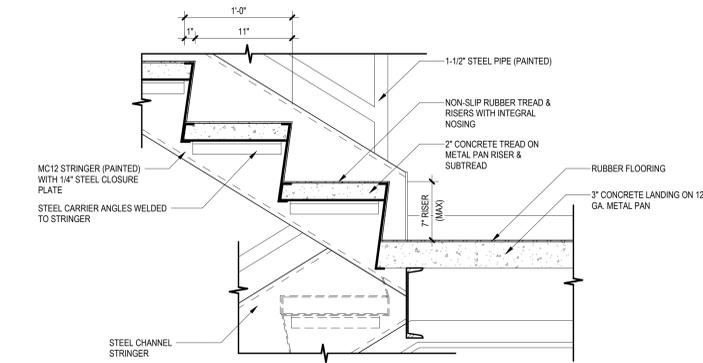 1'-0"
1"
11"
1-1/2" STEEL PIPE (PAINTED)
NON-SLIP RUBBER TREAD &
RISERS WITH INTEGRAL
NOSING
2" CONCRETE TREAD ON
METAL PAN RISER &
SUBTREAD
MC12 STRINGER (PAINTED)
WITH 1/4" STEEL CLOSURE
PLATE
STEEL CARRIER ANGLES WELDED
TO STRINGER
7" RISER
(MAX)
RUBBER FLOORING
3" CONCRETE LANDING ON 12
GA. METAL PAN
STEEL CHANNEL
STRINGER